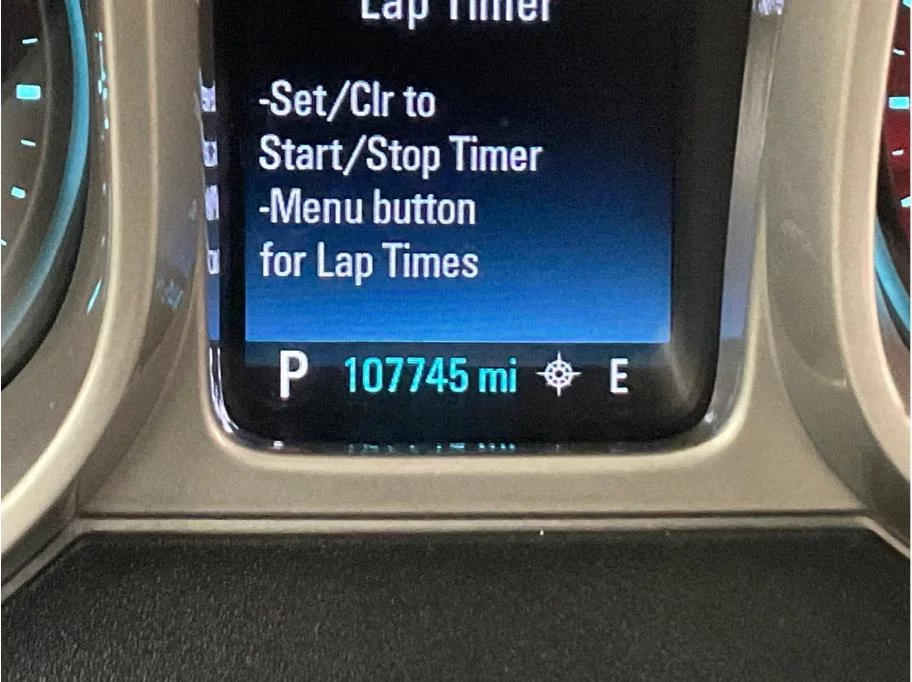 Lap Timer
-Set/Clr to
Start/Stop Timer
-Menu button
for Lap Times
P 107745 mi E